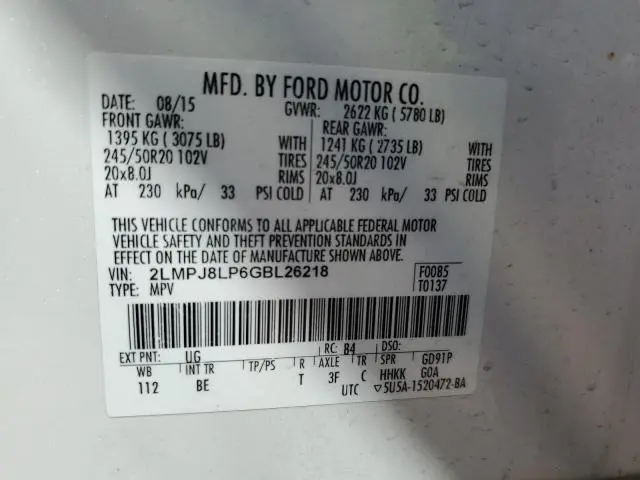 MFD. BY FORD MOTOR CO.
DATE: 08/15 GVWR: 2622 KG ( 5780 LB)
FRONT GAWR: REAR GAWR:
1395 KG ( 3075 LB) WITH 1241 KG ( 2735 LB) WITH
245/50R20 102V TIRES 245/50R20 102V TIRES
20x8.0J RIMS 20x8.0J RIMS
AT 230 kPa/ 33 PSI COLD AT 230 kPa/ 33 PSI COLD
THIS VEHICLE CONFORMS TO ALL APPLICABLE FEDERAL MOTOR
VEHICLE SAFETY AND THEFT PREVENTION STANDARDS IN
EFFECT ON THE DATE OF MANUFACTURE SHOWN ABOVE.
VIN: 2LMPJ8LP6GBL26218 F0085
TYPE: MPV T0137
EXT PNT: UG RC: 84 DSO:
WB INT TR TP/PS R AXLE TR SPR GD91P
112 BE T 3F C HHKK GOA
UTC ▽5U5A-1520472-BA